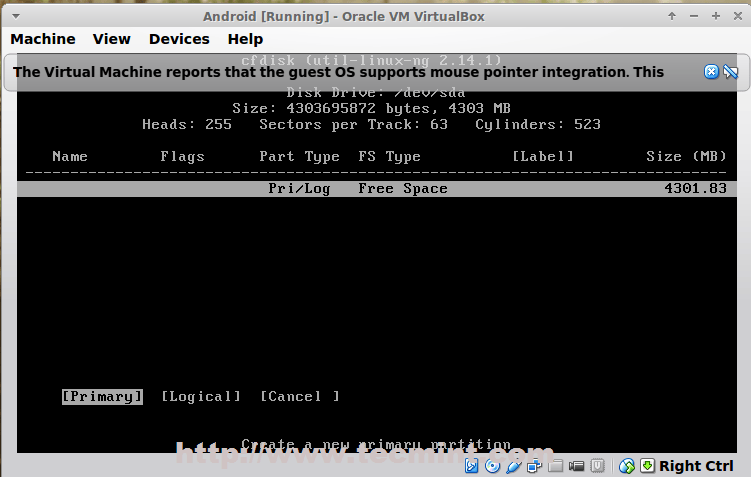 Android [Running] - Oracle VM VirtualBox
Machine View Devices Help
cfdisk (util-linux-ng 2.14.1)
The Virtual Machine reports that the guest OS supports mouse pointer integration. This
Disk Drive: /dev/sda
Size: 4303695872 bytes, 4303 MB
Heads: 255 Sectors per Track: 63 Cylinders: 523
Name Flags Part Type FS Type [Label] Size (MB)
Pri/Log Free Space 4301.83
[Primary] [Logical] [Cancel ]
Create a new primary partition
http://www.tecmint.com
Right Ctrl